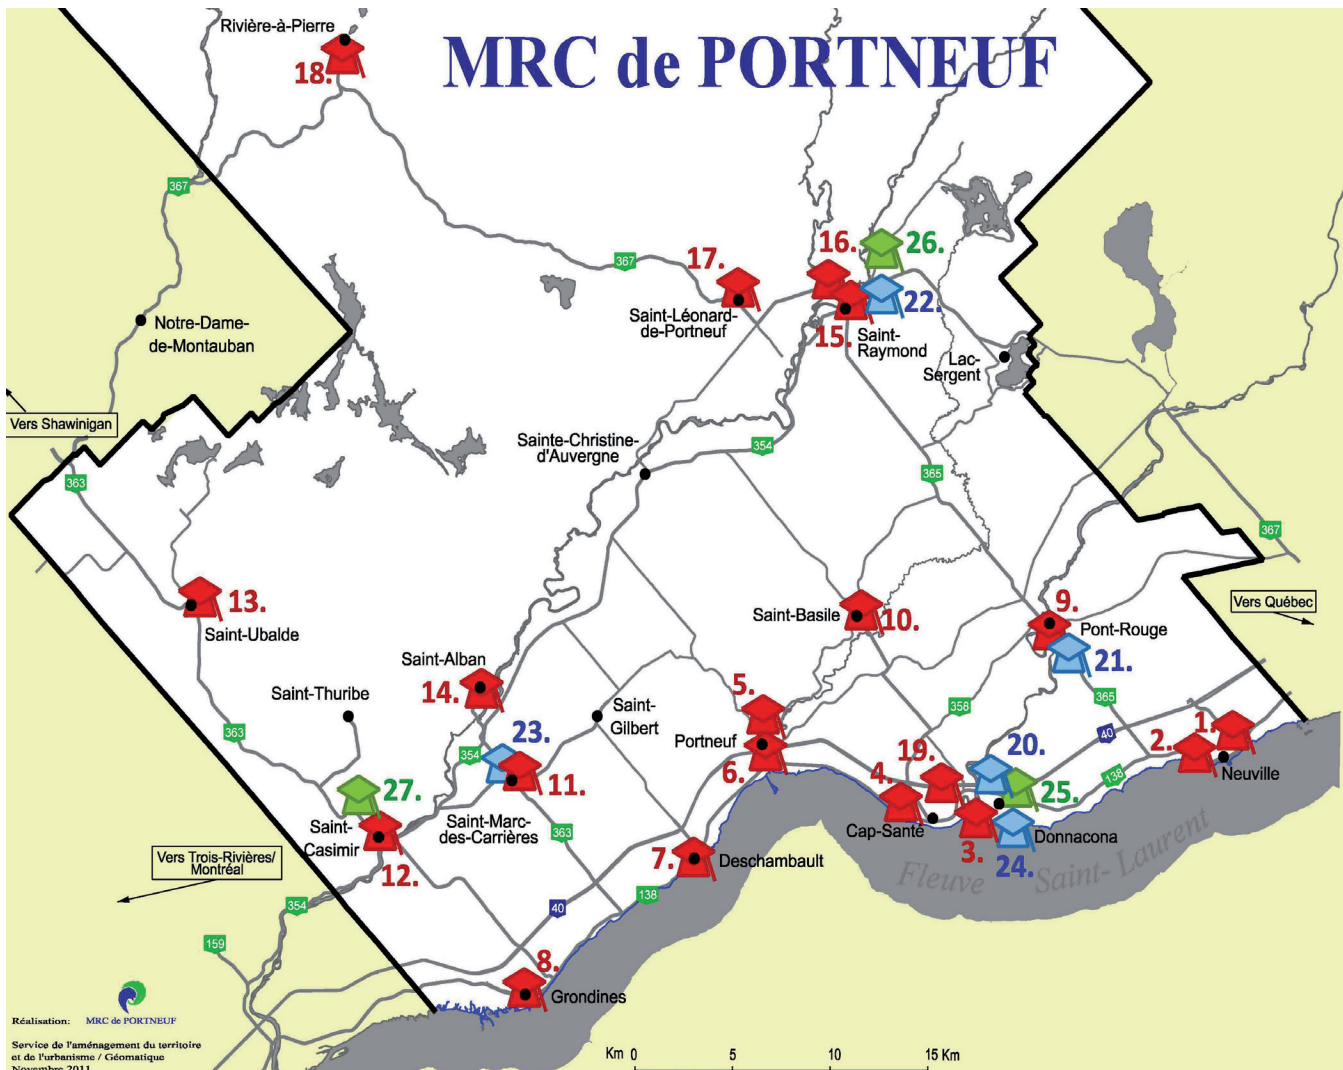 MRC de PORTNEUF
Rivière-à-Pierre
18.
367
Notre-Dame-
de-Montauban
Vers Shawinigan
363
367
17.
Saint-Léonard-
de-Portneuf
16.
26.
22.
15.
Saint-
Raymond
Lac-
Sergent
Sainte-Christine-
d'Auvergne
354
365
367
Vers Québec
13.
Saint-Ubalde
Saint-Basile
10.
9.
Pont-Rouge
21.
365
Saint-Alban
14.
Saint-Thuribe
363
Saint-
Gilbert
5.
Portneuf
6.
358
40
1.
2.
Neuville
138
23.
354
11.
Saint-Marc-
des-Carrières
363
27.
Saint-
Casimir
12.
19.
20.
4.
25.
Cap-Santé
3.
Donnacona
24.
7.
Deschambault
Fleuve Saint-Laurent
Vers Trois-Rivières/
Montréal
354
159
40
138
8.
Grondines
Réalisation: MRC de PORTNEUF
Service de l'aménagement du territoire
et de l'urbanisme / Géomatique
Novembre 2011
Km 0 5 10 15 Km